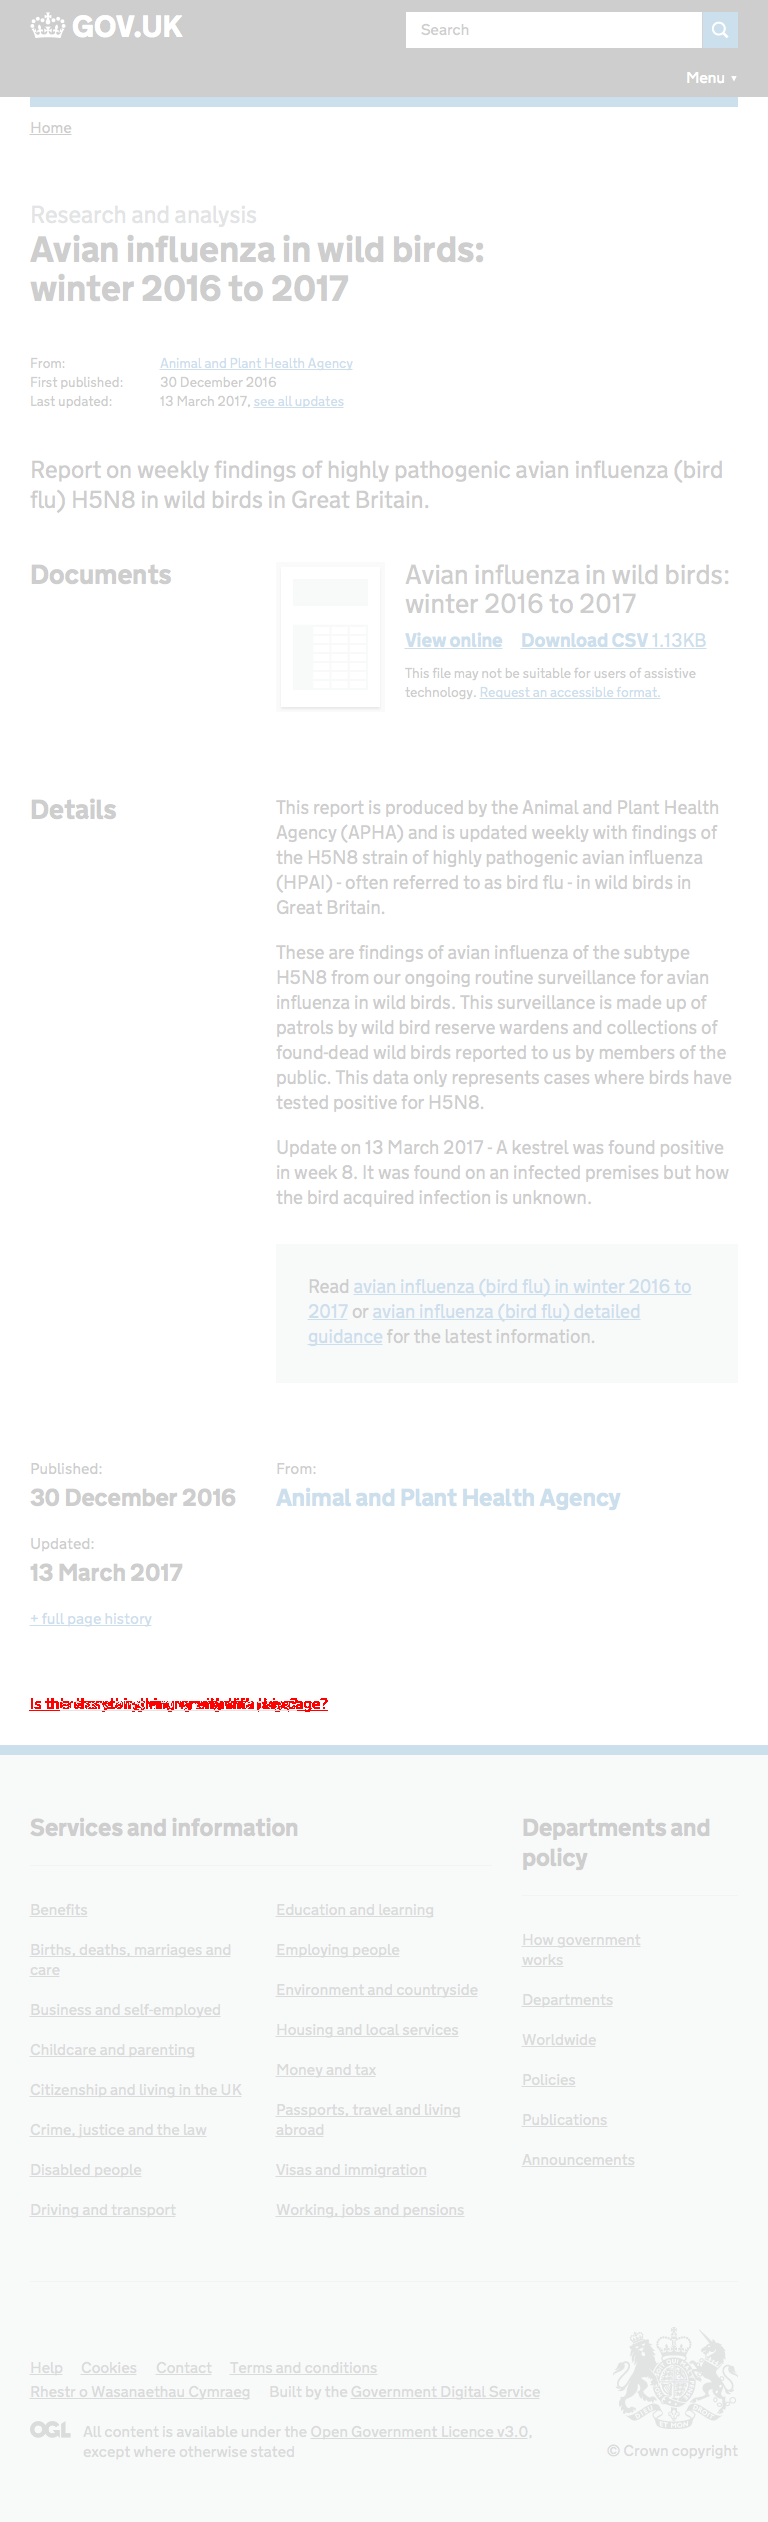 GOV.UK
Search
Menu ▼
Home
Research and analysis
Avian influenza in wild birds:
winter 2016 to 2017
From: Animal and Plant Health Agency
First published: 30 December 2016
Last updated: 13 March 2017, see all updates
Report on weekly findings of highly pathogenic avian influenza (bird
flu) H5N8 in wild birds in Great Britain.
Documents
Avian influenza in wild birds:
winter 2016 to 2017
View online Download CSV 1.13KB
This file may not be suitable for users of assistive
technology. Request an accessible format.
Details
This report is produced by the Animal and Plant Health
Agency (APHA) and is updated weekly with findings of
the H5N8 strain of highly pathogenic avian influenza
(HPAI) - often referred to as bird flu - in wild birds in
Great Britain.
These are findings of avian influenza of the subtype
H5N8 from our ongoing routine surveillance for avian
influenza in wild birds. This surveillance is made up of
patrols by wild bird reserve wardens and collections of
found-dead wild birds reported to us by members of the
public. This data only represents cases where birds have
tested positive for H5N8.
Update on 13 March 2017 - A kestrel was found positive
in week 8. It was found on an infected premises but how
the bird acquired infection is unknown.
Read avian influenza (bird flu) in winter 2016 to
2017 or avian influenza (bird flu) detailed
guidance for the latest information.
Published:
30 December 2016
From:
Animal and Plant Health Agency
Updated:
13 March 2017
+ full page history
Services and information
Benefits
Births, deaths, marriages and
care
Business and self-employed
Childcare and parenting
Citizenship and living in the UK
Crime, justice and the law
Disabled people
Driving and transport
Education and learning
Employing people
Environment and countryside
Housing and local services
Money and tax
Passports, travel and living
abroad
Visas and immigration
Working, jobs and pensions
Departments and
policy
How government
works
Departments
Worldwide
Policies
Publications
Announcements
Help Cookies Contact Terms and conditions
Rhestr o Wasanaethau Cymraeg Built by the Government Digital Service
OGL All content is available under the Open Government Licence v3.0,
except where otherwise stated
© Crown copyright